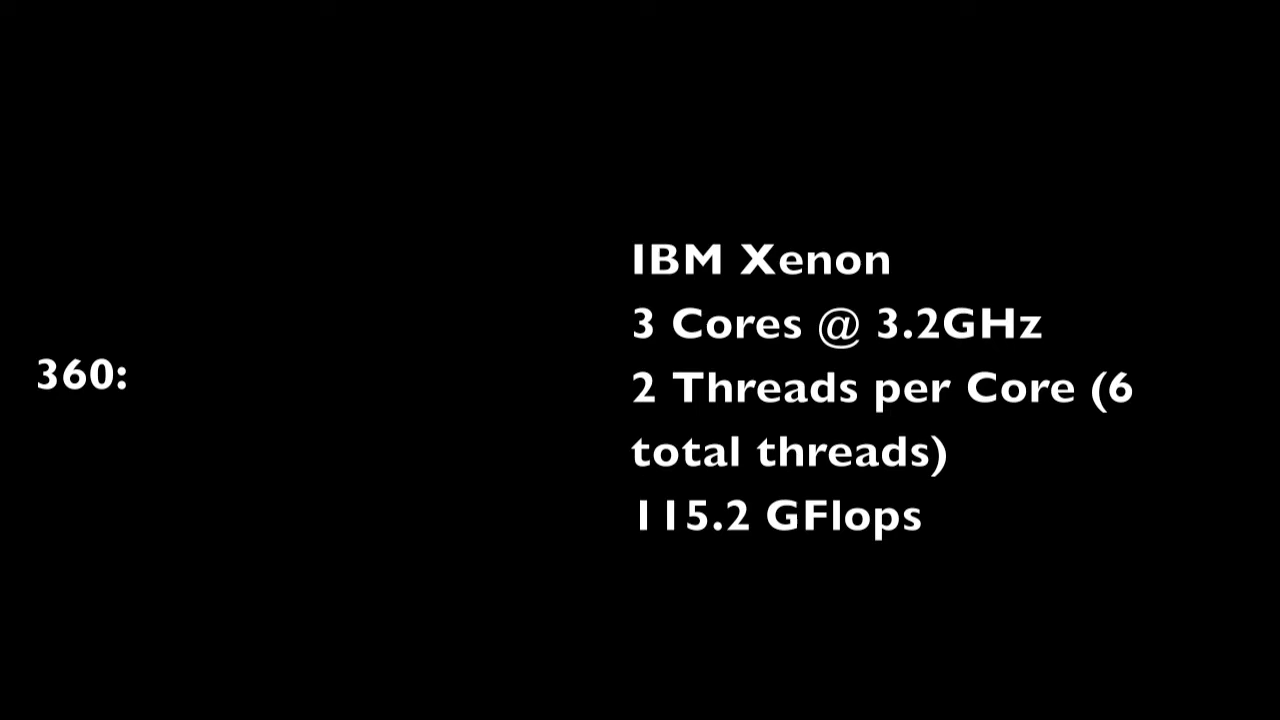 360:
IBM Xenon
3 Cores @ 3.2GHz
2 Threads per Core (6
total threads)
115.2 GFlops